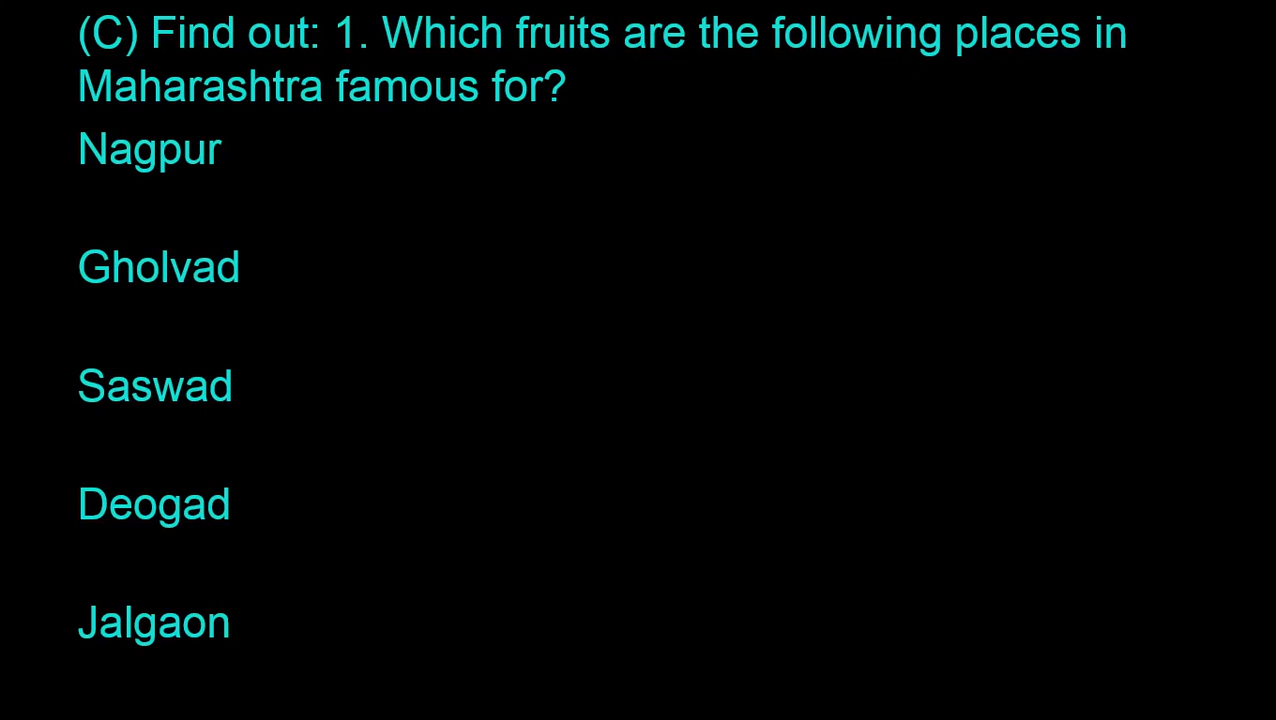 (C) Find out: 1. Which fruits are the following places in
Maharashtra famous for?
Nagpur
Gholvad
Saswad
Deogad
Jalgaon